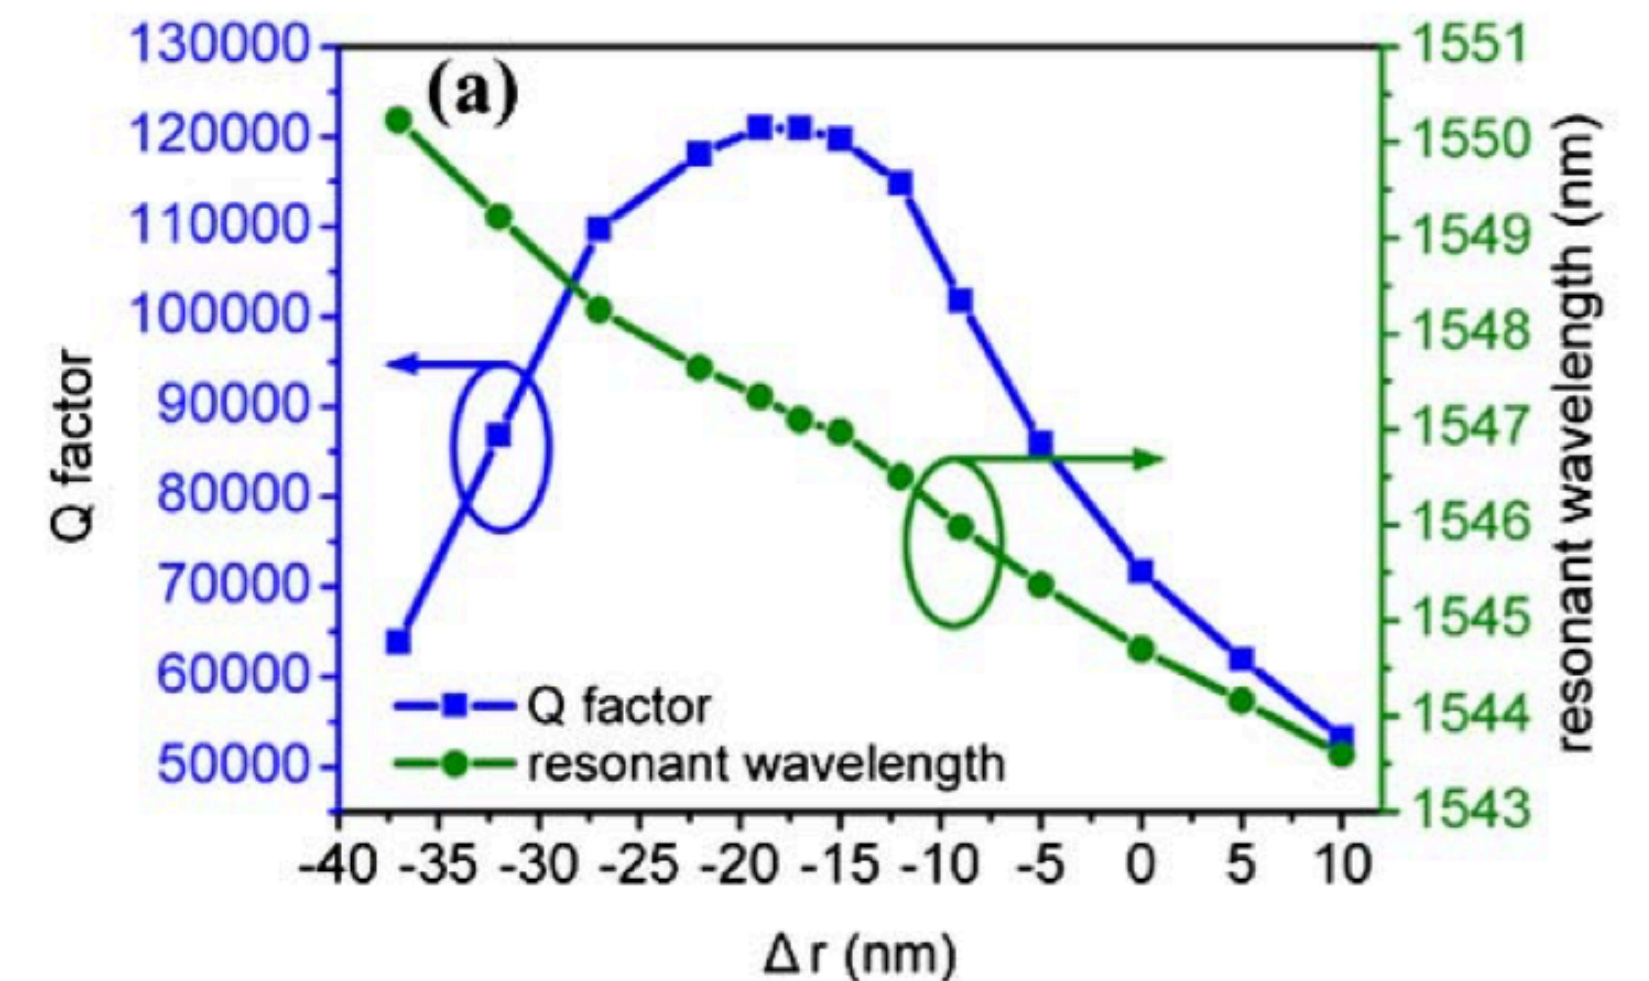 (a)
130000
120000
110000
100000
90000
80000
70000
60000
50000
Q factor
1551
1550
1549
1548
1547
1546
1545
1544
1543
resonant wavelength (nm)
Q factor
resonant wavelength
-40 -35 -30 -25 -20 -15 -10 -5 0 5 10
Δ r (nm)